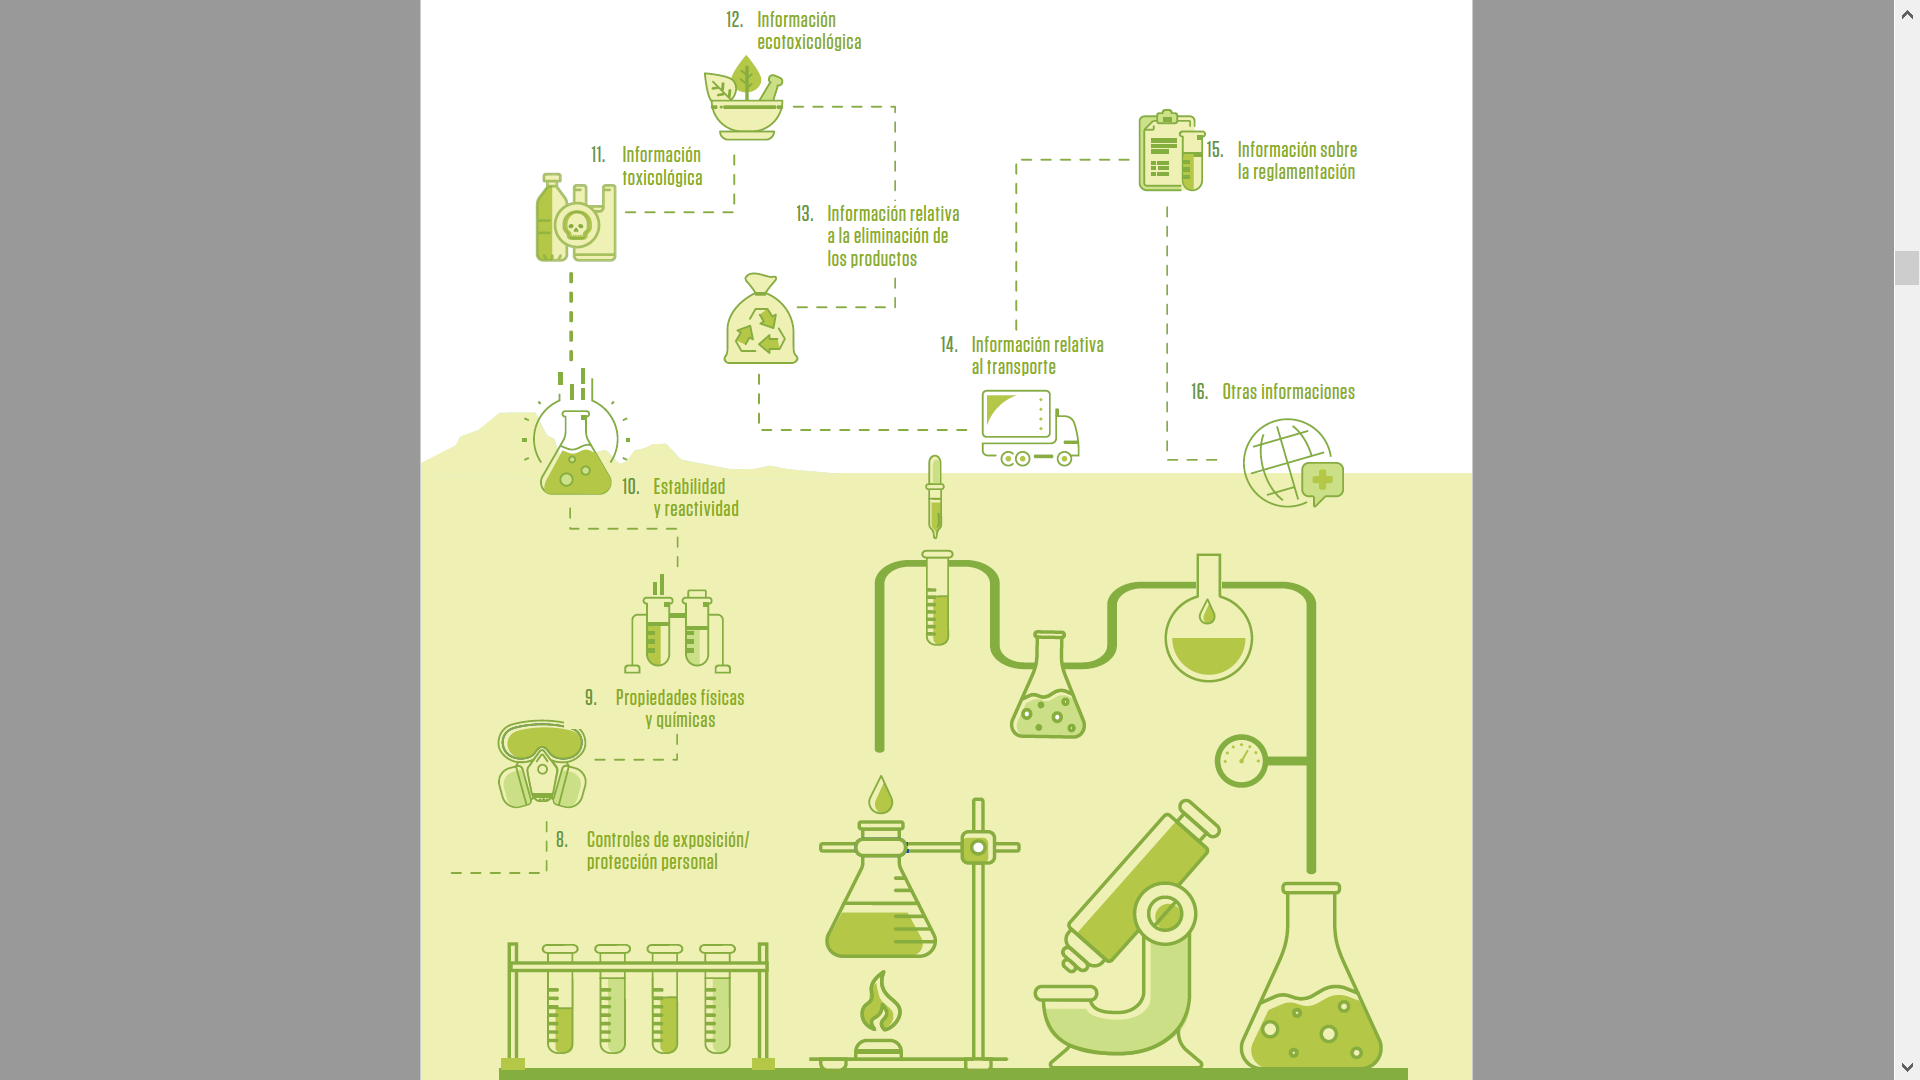 12. Información
ecotoxicológica
11. Información
toxicológica
13. Información relativa
a la eliminación de
los productos
15. Información sobre
la reglamentación
14. Información relativa
al transporte
16. Otras informaciones
10. Estabilidad
y reactividad
9. Propiedades físicas
y químicas
8. Controles de exposición/
protección personal